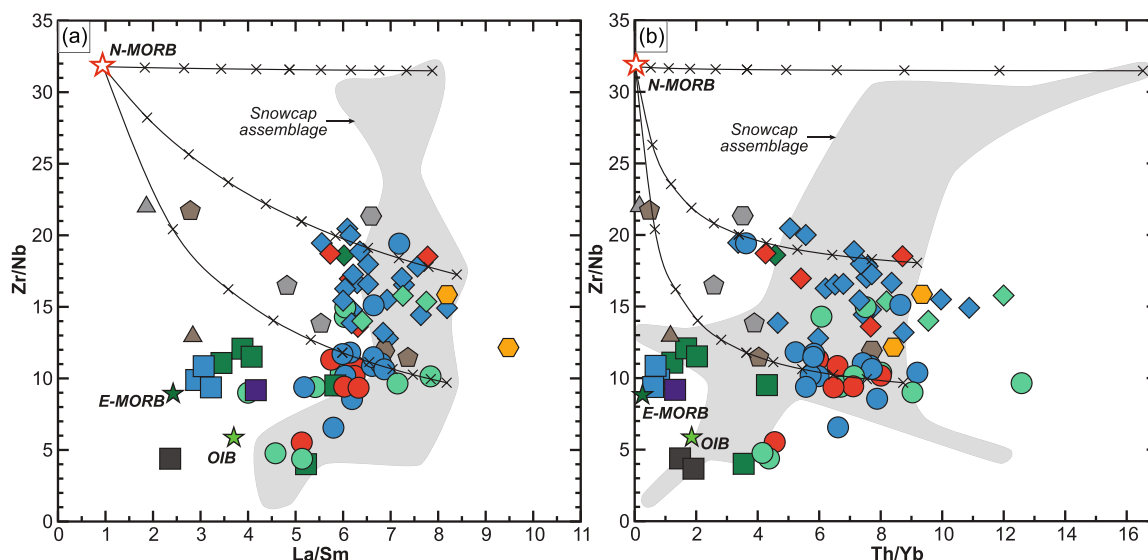 (a)
N-MORB
Snowcap
assemblage
E-MORB
OIB
Zr/Nb
35
30
25
20
15
10
5
0
0 1 2 3 4 5 6 7 8 9 10 11
La/Sm
(b)
N-MORB
Snowcap
assemblage
E-MORB
OIB
Zr/Nb
35
30
25
20
15
10
5
0
0 2 4 6 8 10 12 14 16
Th/Yb